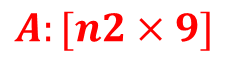 A: [n2 × 9]